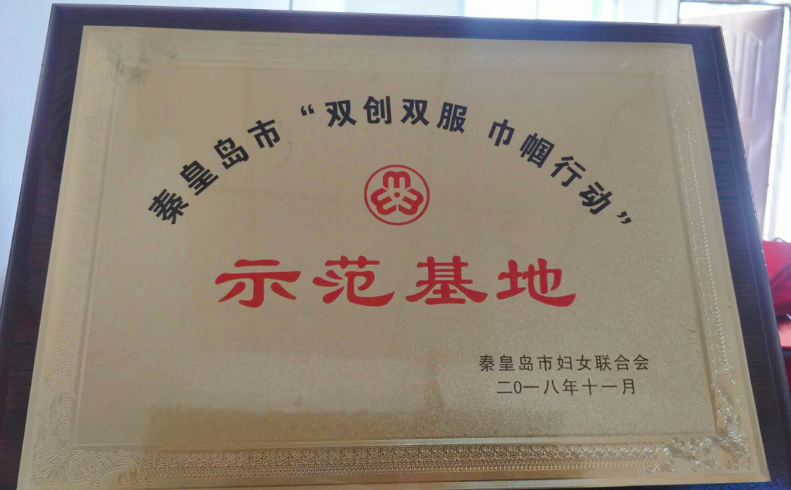 秦皇岛市“双创双服 巾帼行动”
示范基地
秦皇岛市妇女联合会
二0一八年十一月